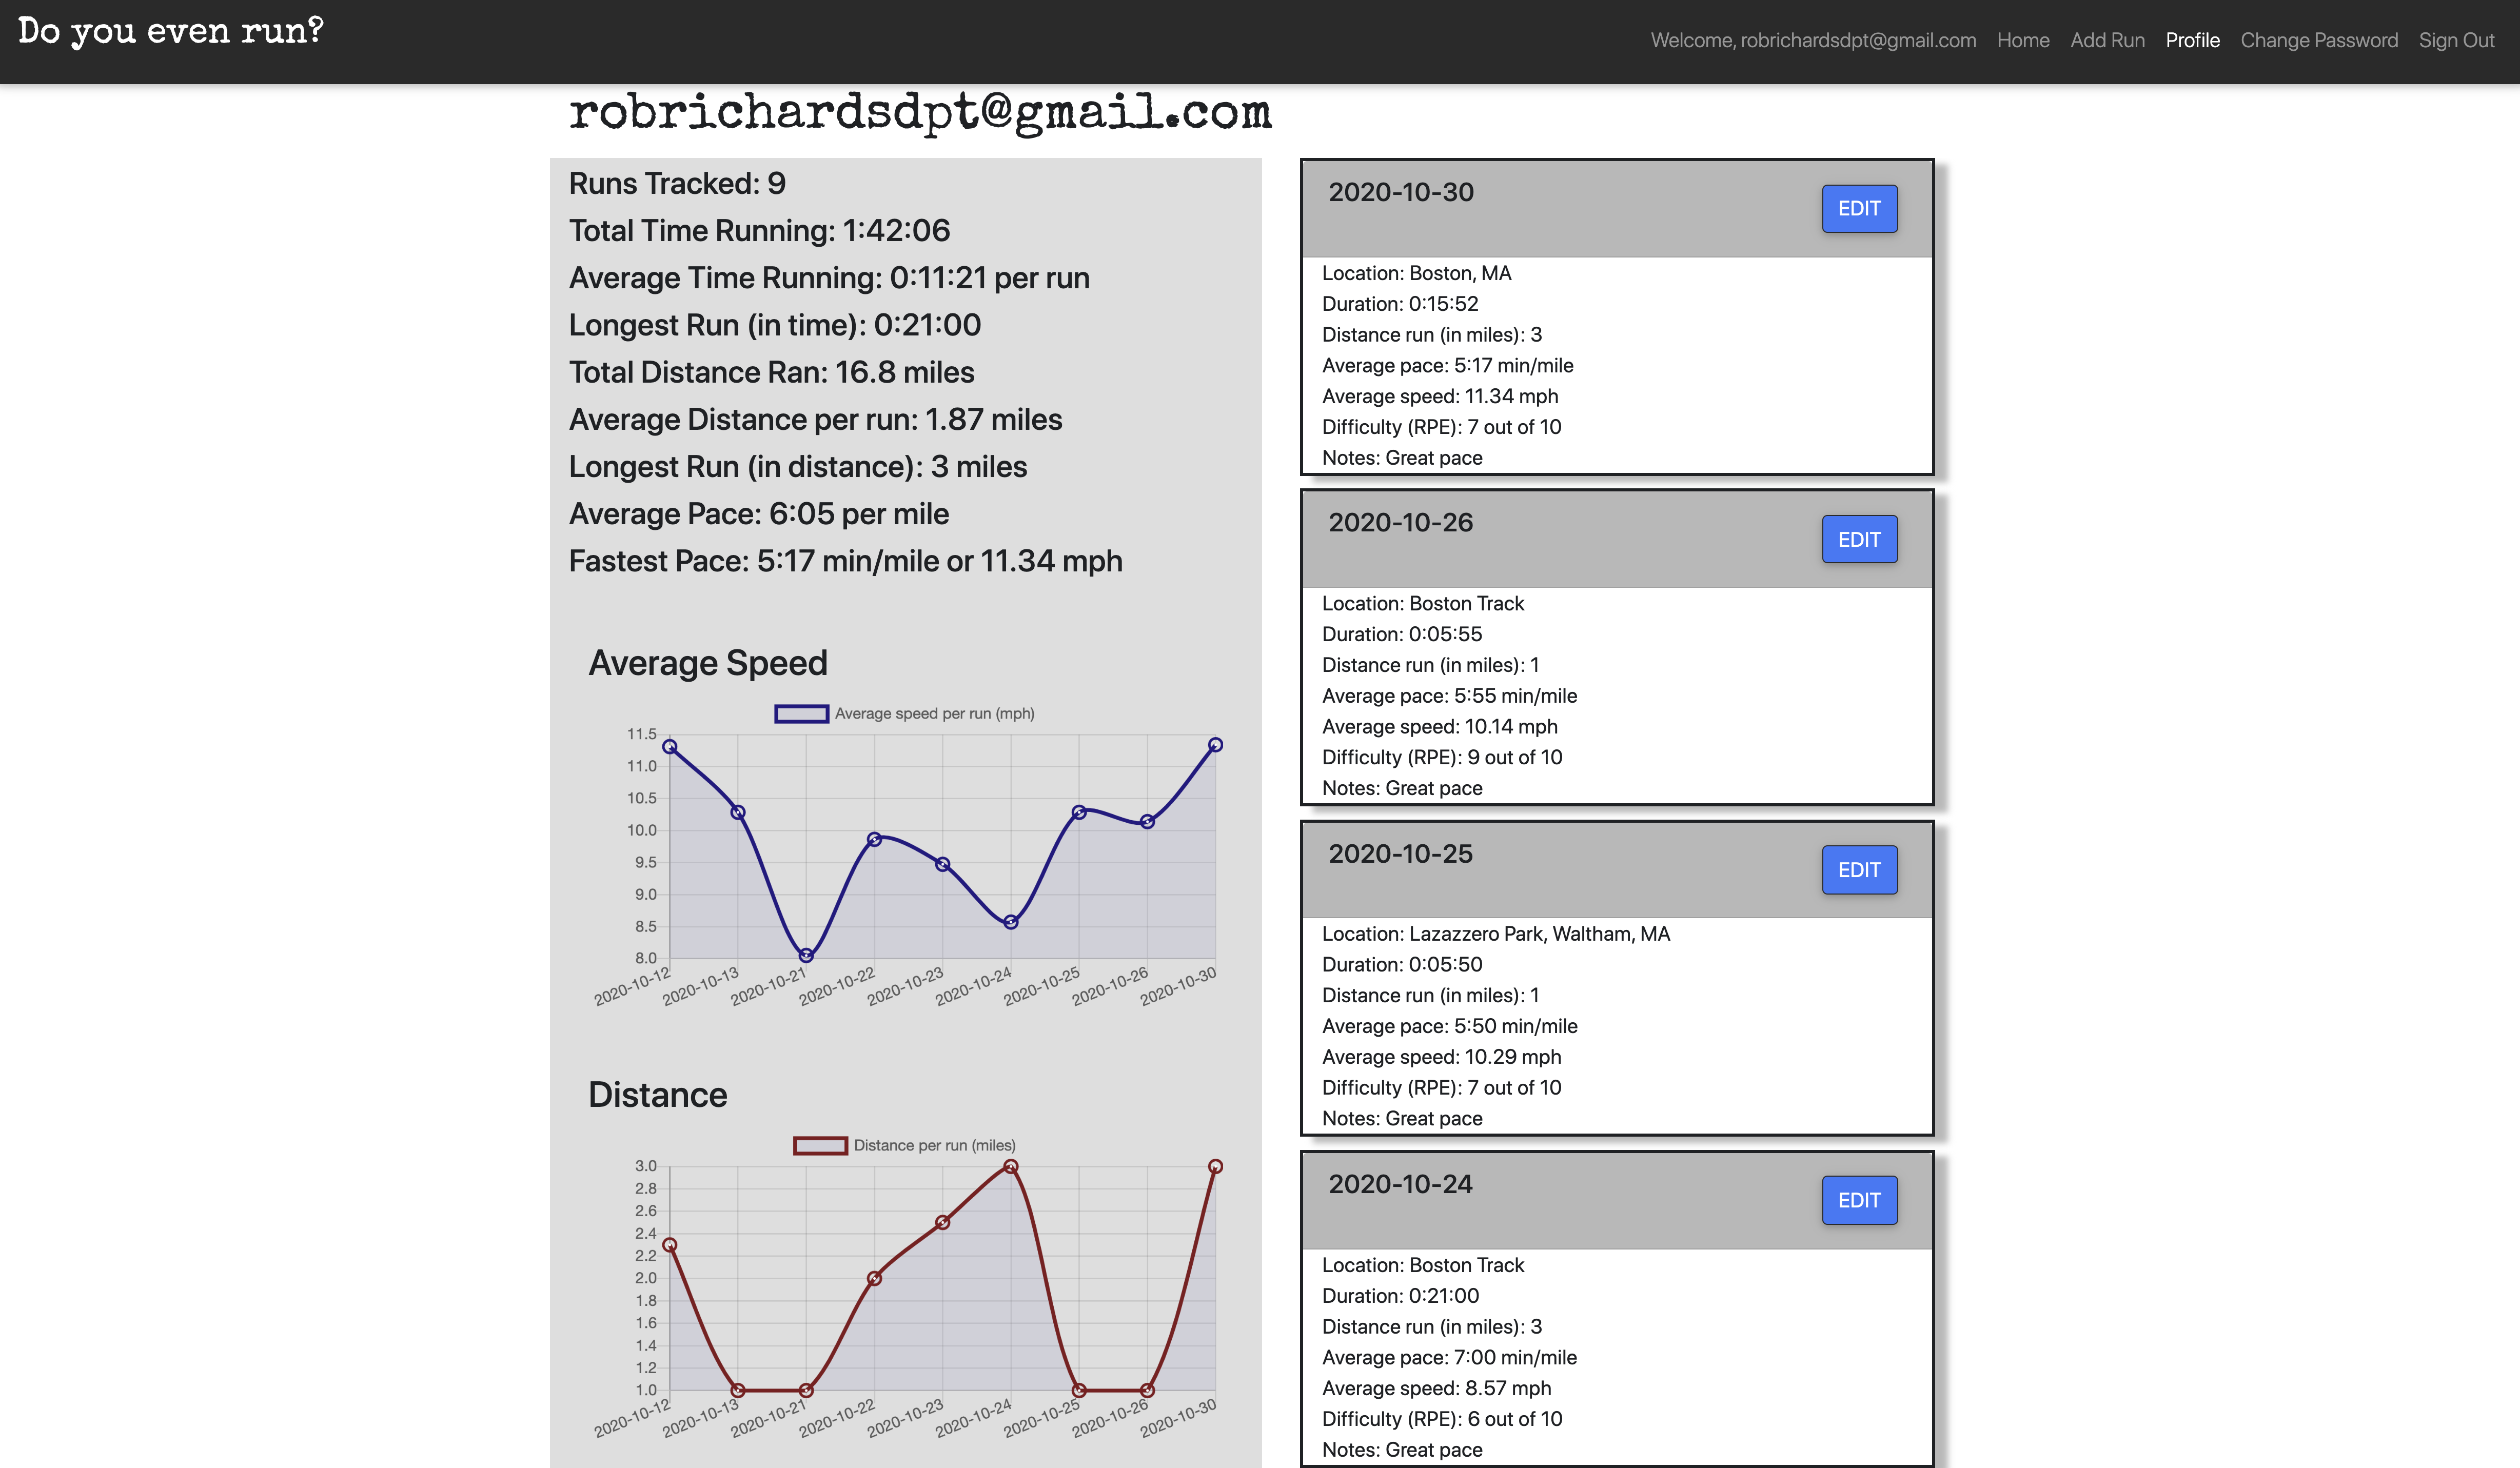 Do you even run?
Welcome, robrichardsdpt@gmail.com Home Add Run Profile Change Password Sign Out
robrichardsdpt@gmail.com
Runs Tracked: 9
Total Time Running: 1:42:06
Average Time Running: 0:11:21 per run
Longest Run (in time): 0:21:00
Total Distance Ran: 16.8 miles
Average Distance per run: 1.87 miles
Longest Run (in distance): 3 miles
Average Pace: 6:05 per mile
Fastest Pace: 5:17 min/mile or 11.34 mph
Average Speed
Average speed per run (mph)
11.5
11.0
10.5
10.0
9.5
9.0
8.5
8.0
2020-10-12 2020-10-13 2020-10-21 2020-10-22 2020-10-23 2020-10-24 2020-10-25 2020-10-26 2020-10-30
Distance
Distance per run (miles)
3.0
2.8
2.6
2.4
2.2
2.0
1.8
1.6
1.4
1.2
1.0
2020-10-12 2020-10-13 2020-10-21 2020-10-22 2020-10-23 2020-10-24 2020-10-25 2020-10-26 2020-10-30
2020-10-30
EDIT
Location: Boston, MA
Duration: 0:15:52
Distance run (in miles): 3
Average pace: 5:17 min/mile
Average speed: 11.34 mph
Difficulty (RPE): 7 out of 10
Notes: Great pace
2020-10-26
EDIT
Location: Boston Track
Duration: 0:05:55
Distance run (in miles): 1
Average pace: 5:55 min/mile
Average speed: 10.14 mph
Difficulty (RPE): 9 out of 10
Notes: Great pace
2020-10-25
EDIT
Location: Lazazzero Park, Waltham, MA
Duration: 0:05:50
Distance run (in miles): 1
Average pace: 5:50 min/mile
Average speed: 10.29 mph
Difficulty (RPE): 7 out of 10
Notes: Great pace
2020-10-24
EDIT
Location: Boston Track
Duration: 0:21:00
Distance run (in miles): 3
Average pace: 7:00 min/mile
Average speed: 8.57 mph
Difficulty (RPE): 6 out of 10
Notes: Great pace